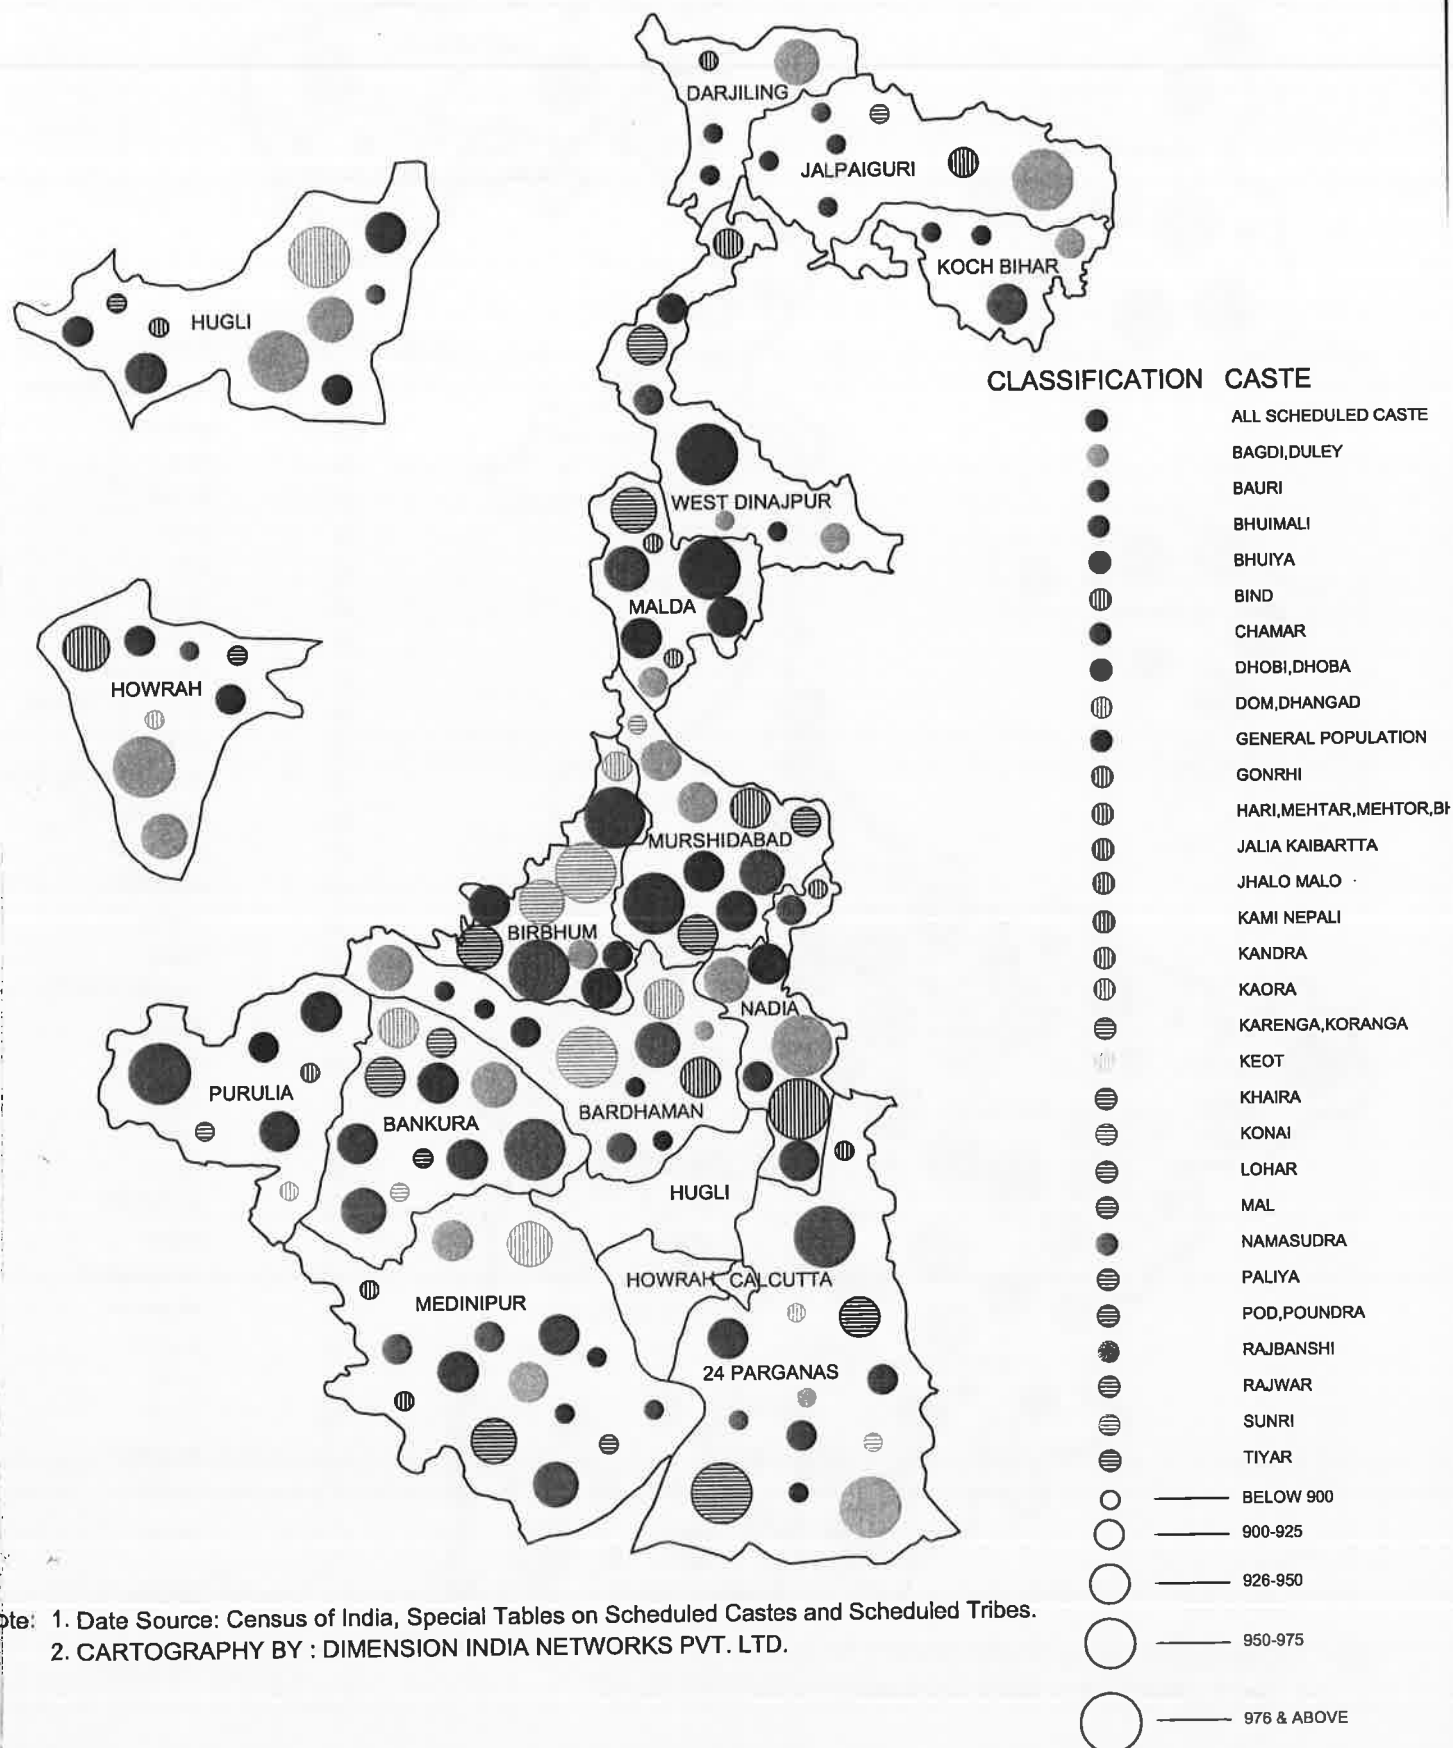 DARJILING
JALPAIGURI
KOCH BIHAR
HUGLI
WEST DINAJPUR
MALDA
HOWRAH
MURSHIDABAD
BIRBHUM
NADIA
PURULIA
BANKURA
BARDHAMAN
HUGLI
HOWRAH CALCUTTA
MEDINIPUR
24 PARGANAS
CLASSIFICATION CASTE
ALL SCHEDULED CASTE
BAGDI,DULEY
BAURI
BHUIMALI
BHUIYA
BIND
CHAMAR
DHOBI,DHOBA
DOM,DHANGAD
GENERAL POPULATION
GONRHI
HARI,MEHTAR,MEHTOR,BH
JALIA KAIBARTTA
JHALO MALO
KAMI NEPALI
KANDRA
KAORA
KARENGA,KORANGA
KEOT
KHAIRA
KONAI
LOHAR
MAL
NAMASUDRA
PALIYA
POD,POUNDRA
RAJBANSHI
RAJWAR
SUNRI
TIYAR
BELOW 900
900-925
926-950
950-975
976 & ABOVE
ote: 1. Date Source: Census of India, Special Tables on Scheduled Castes and Scheduled Tribes.
2. CARTOGRAPHY BY : DIMENSION INDIA NETWORKS PVT. LTD.